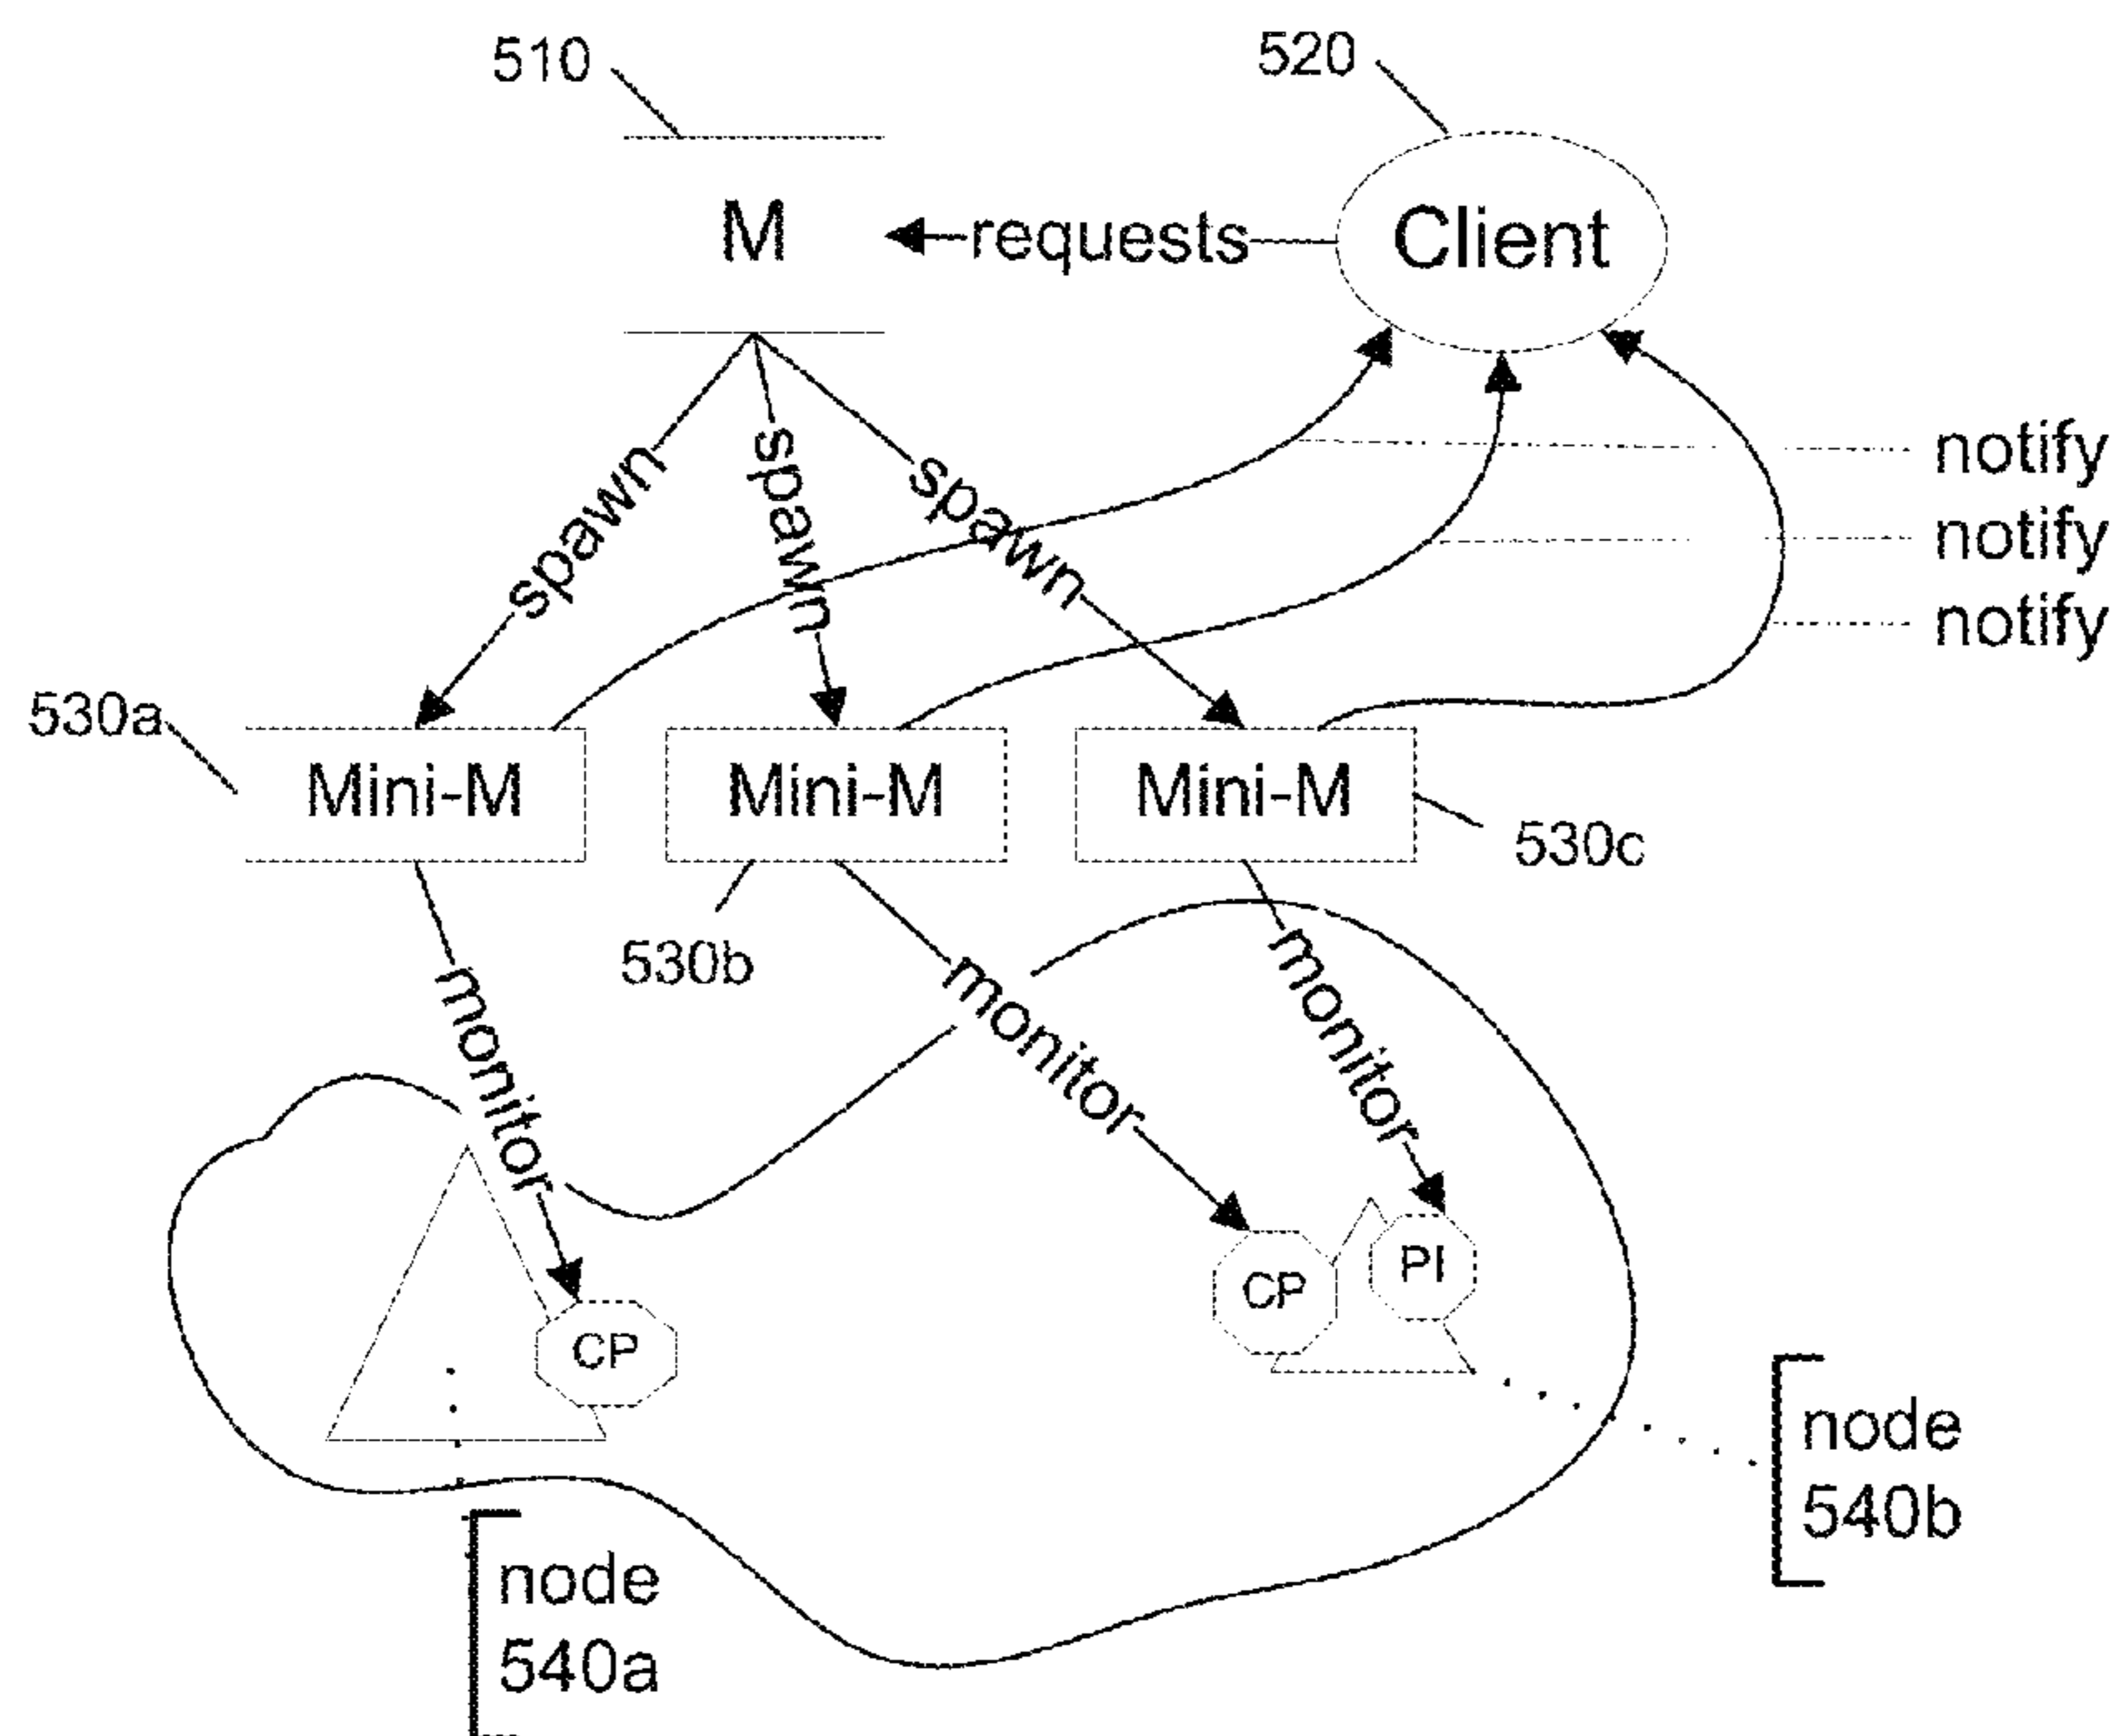 510
520
M
requests
Client
spawn
spawn
spawn
notify
notify
notify
530a
Mini-M
Mini-M
Mini-M
530c
530b
monitor
monitor
monitor
CP
CP
PI
node
540b
node
540a